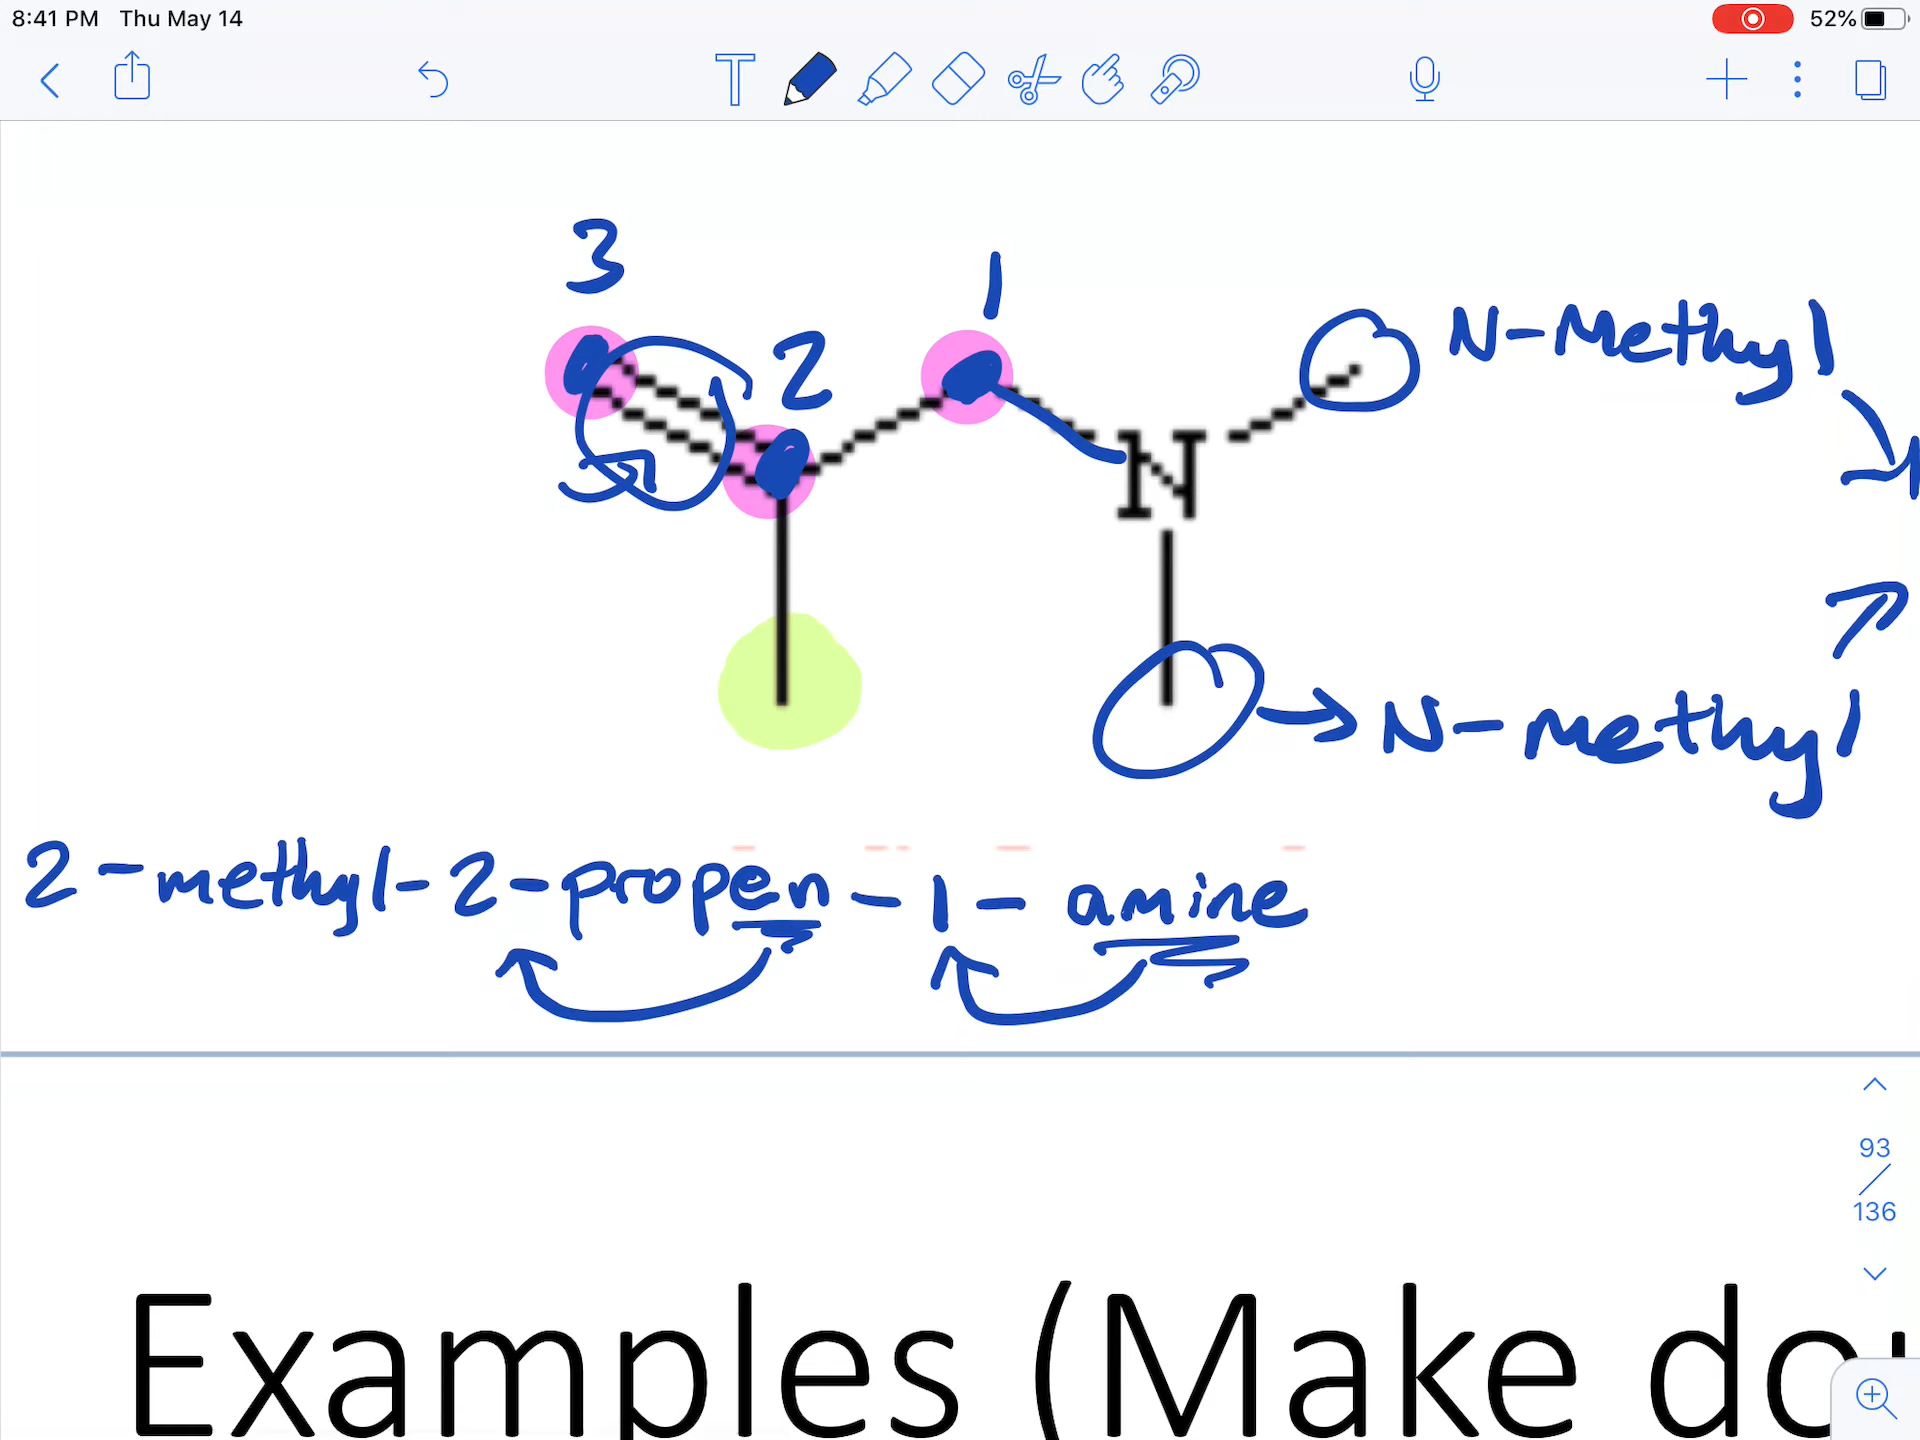 8:41 PM Thu May 14
52%
3
1
2
N-Methyl
N
N-methyl
2-methyl-2-propen-1-amine
93
136
Examples (Make do